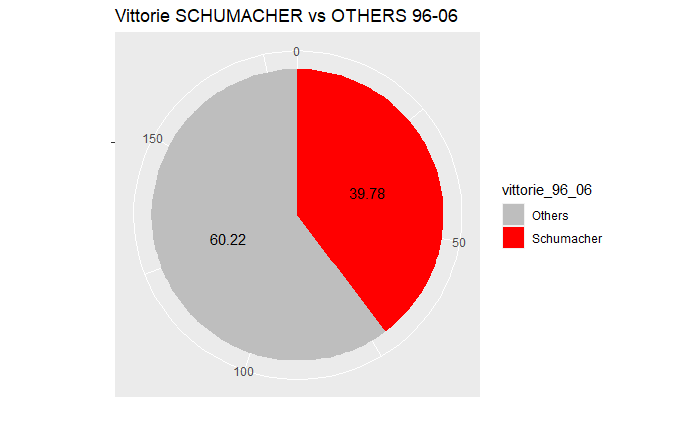 Vittorie SCHUMACHER vs OTHERS 96-06
0
150
39.78
60.22
50
100
vittorie_96_06
Others
Schumacher